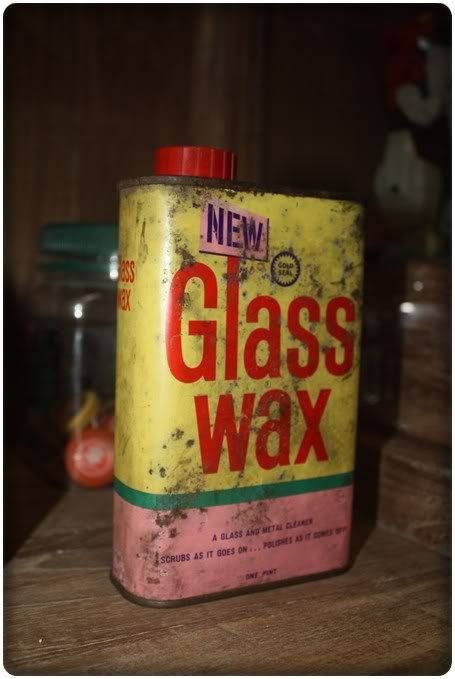 NEW
GOLD
SEAL
Glass
wax
A GLASS AND METAL CLEANER
SCRUBS AS IT GOES ON ... POLISHES AS IT COMES OFF!
ONE PINT
ass
wax